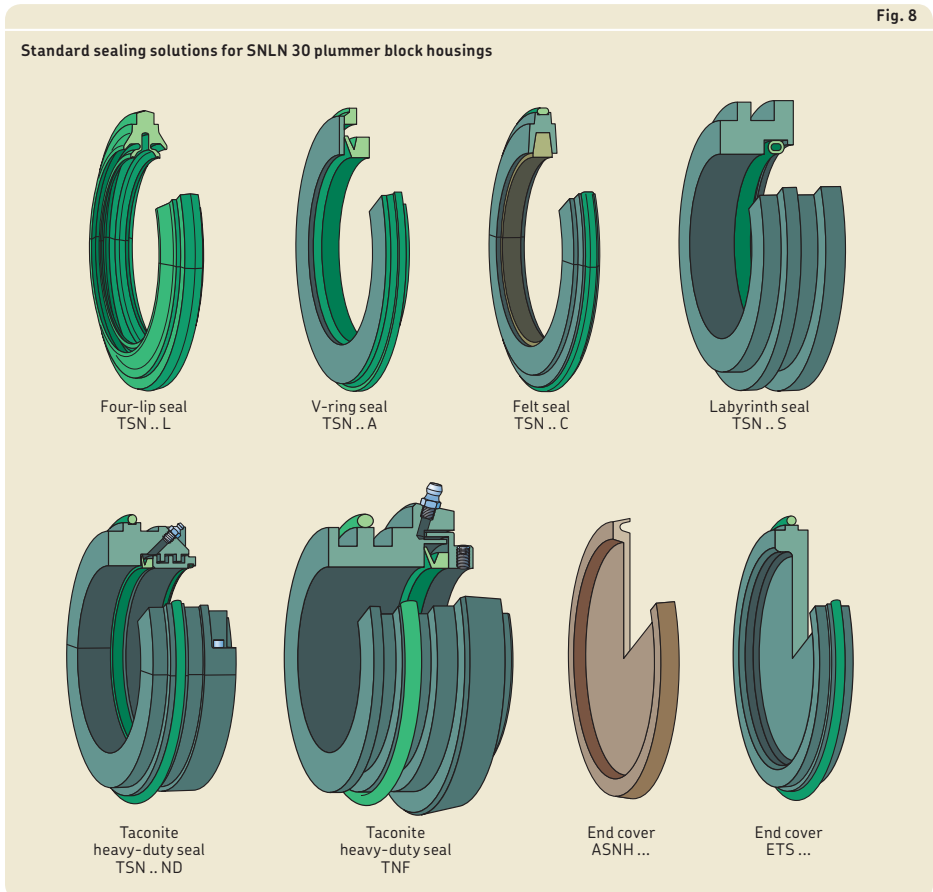 Fig. 8
Standard sealing solutions for SNLN 30 plummer block housings
Four-lip seal
TSN .. L
V-ring seal
TSN .. A
Felt seal
TSN .. C
Labyrinth seal
TSN .. S
Taconite
heavy-duty seal
TSN .. ND
Taconite
heavy-duty seal
TNF
End cover
ASNH ...
End cover
ETS ...